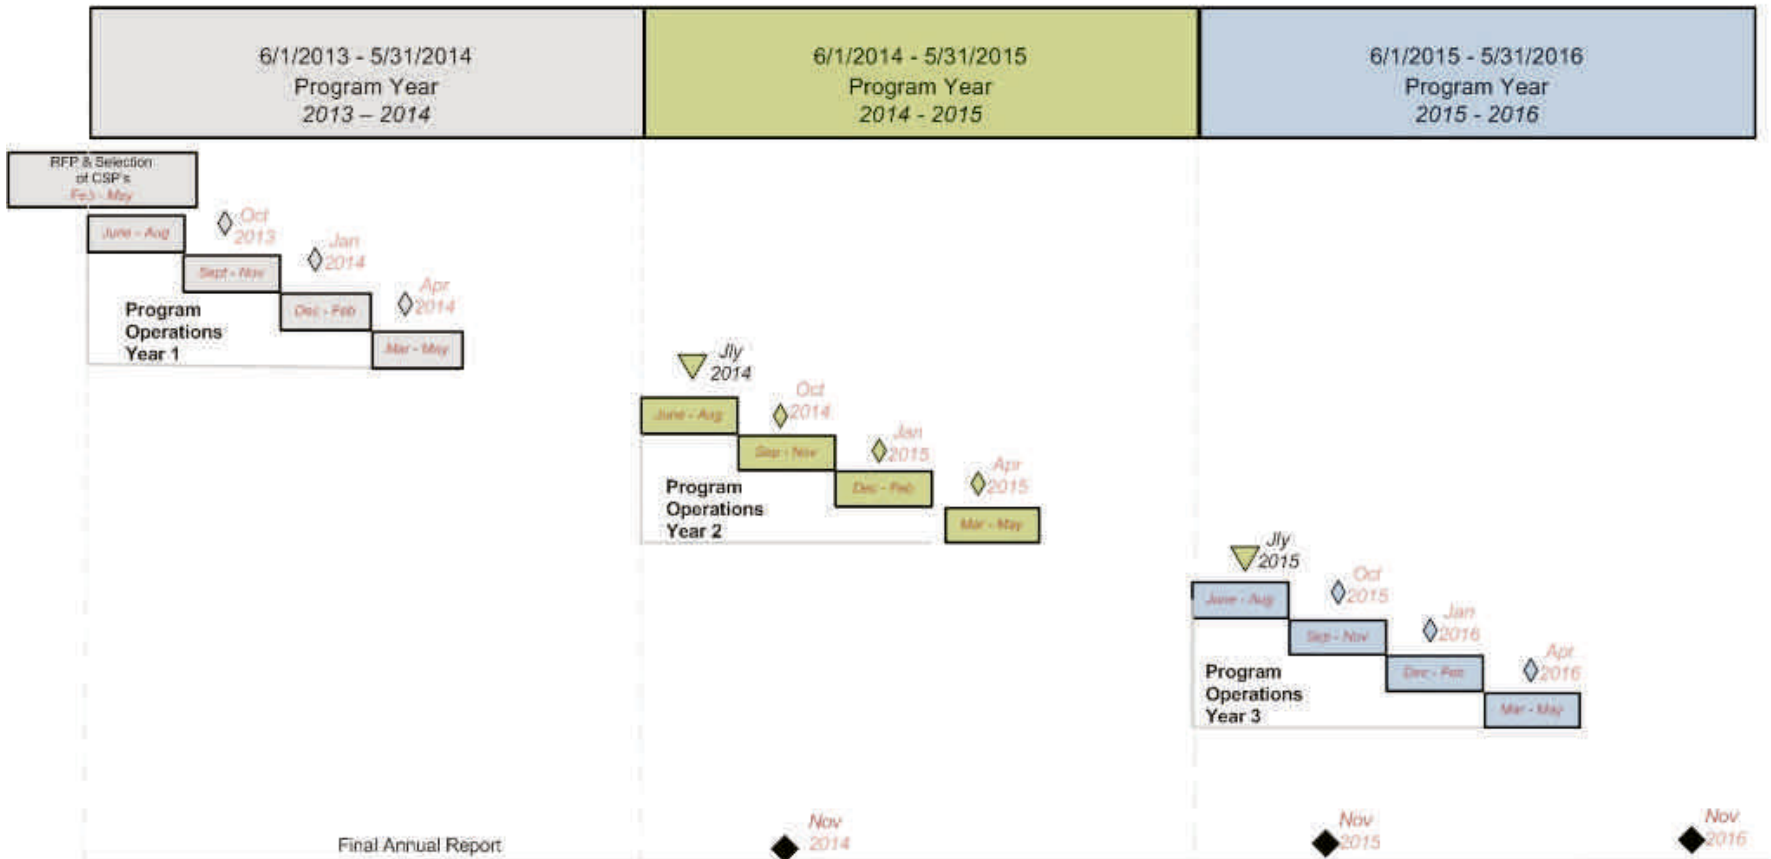 6/1/2013 - 5/31/2014
Program Year
2013 – 2014
6/1/2014 - 5/31/2015
Program Year
2014 - 2015
6/1/2015 - 5/31/2016
Program Year
2015 - 2016
RFP & Selection
of CSP's
Feb - May
June - Aug
Oct
2013
Sept - Nov
Jan
2014
Dec - Feb
Apr
2014
Mar - May
Program
Operations
Year 1
Jly
2014
June - Aug
Oct
2014
Sep - Nov
Jan
2015
Dec - Feb
Apr
2015
Mar - May
Program
Operations
Year 2
Jly
2015
June - Aug
Oct
2015
Sep - Nov
Jan
2016
Dec - Feb
Apr
2016
Mar - May
Program
Operations
Year 3
Final Annual Report
Nov
2014
Nov
2015
Nov
2016